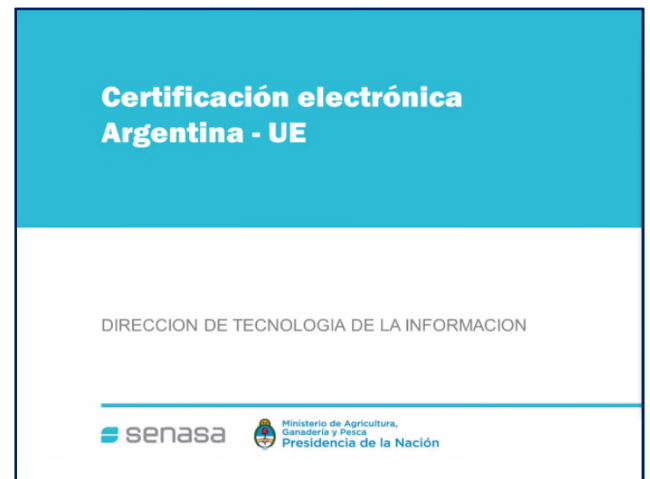 Certificación electrónica
Argentina - UE
DIRECCION DE TECNOLOGIA DE LA INFORMACION
senasa
Ministerio de Agricultura,
Ganadería y Pesca
Presidencia de la Nación